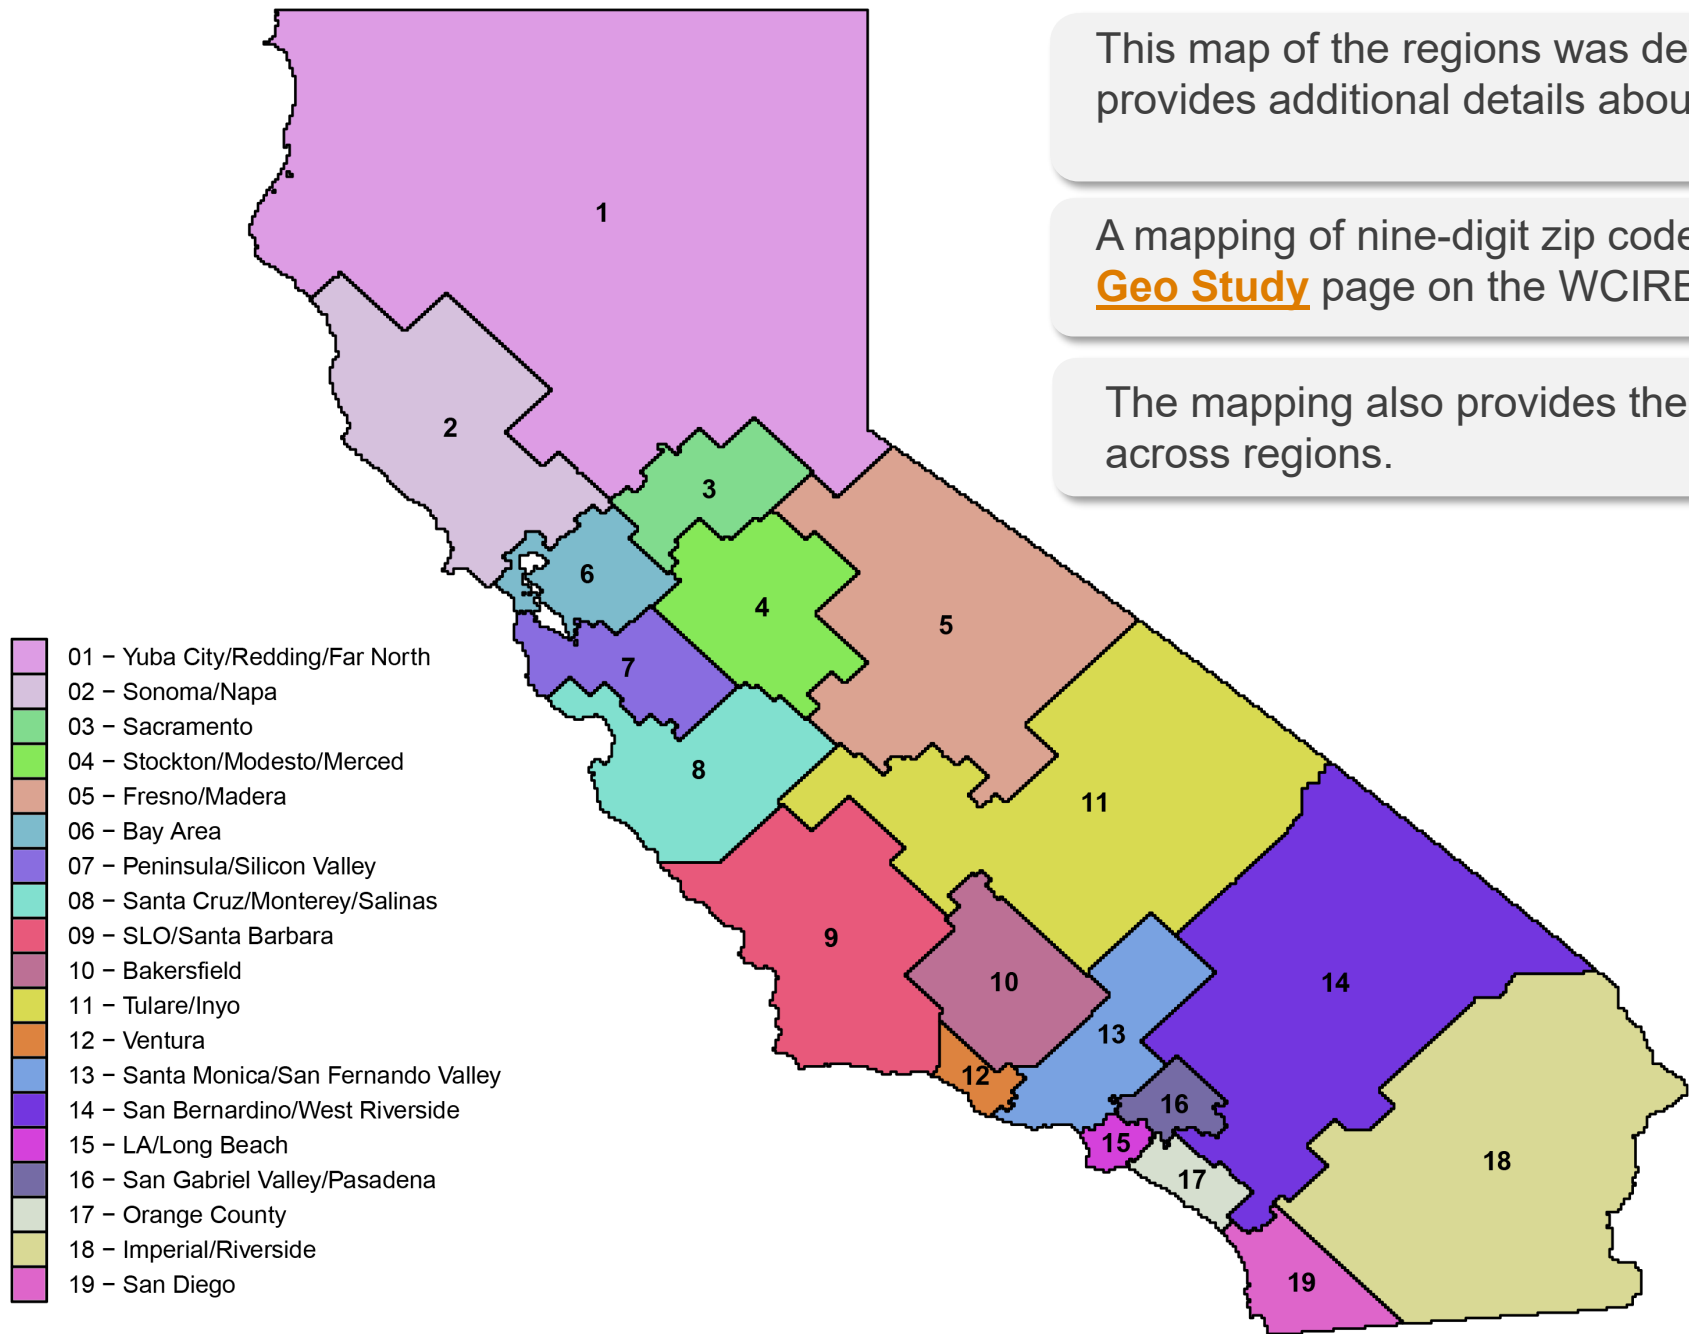 This map of the regions was de
provides additional details abou
A mapping of nine-digit zip code
Geo Study page on the WCIRB
The mapping also provides the
across regions.
1
2
3
4
5
6
7
8
9
10
11
12
13
14
15
16
17
18
19
01 − Yuba City/Redding/Far North
02 − Sonoma/Napa
03 − Sacramento
04 − Stockton/Modesto/Merced
05 − Fresno/Madera
06 − Bay Area
07 − Peninsula/Silicon Valley
08 − Santa Cruz/Monterey/Salinas
09 − SLO/Santa Barbara
10 − Bakersfield
11 − Tulare/Inyo
12 − Ventura
13 − Santa Monica/San Fernando Valley
14 − San Bernardino/West Riverside
15 − LA/Long Beach
16 − San Gabriel Valley/Pasadena
17 − Orange County
18 − Imperial/Riverside
19 − San Diego